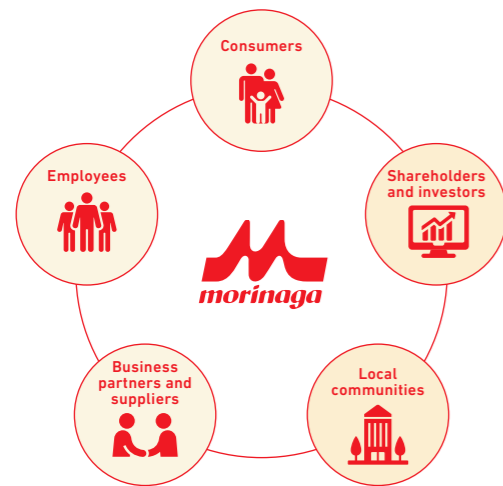 Consumers
Employees
Shareholders
and investors
morinaga
Business
partners and
suppliers
Local
communities